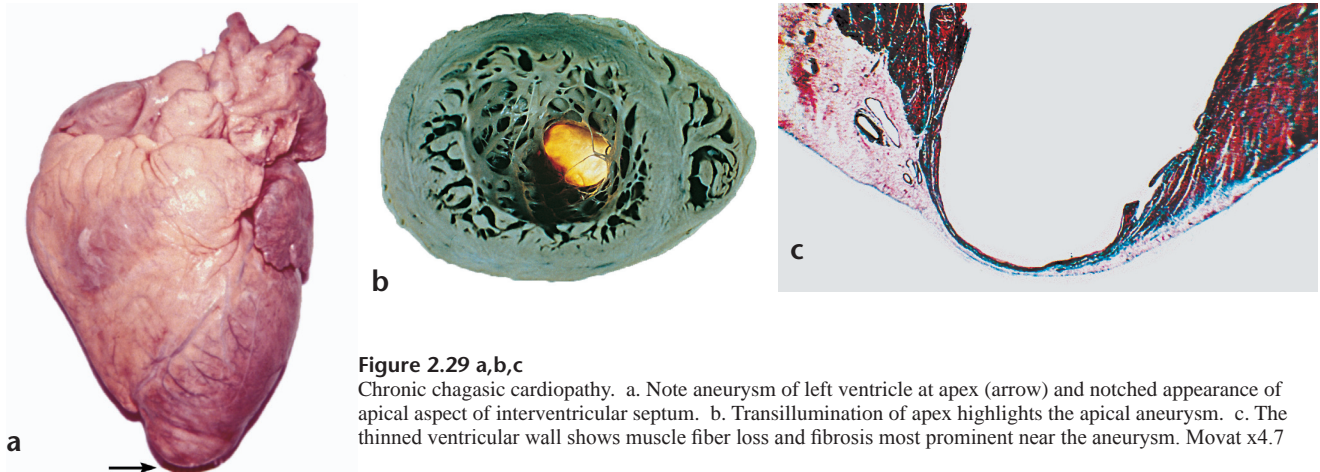 a
b
c
Figure 2.29 a,b,c
Chronic chagasic cardiopathy. a. Note aneurysm of left ventricle at apex (arrow) and notched appearance of
apical aspect of interventricular septum. b. Transillumination of apex highlights the apical aneurysm. c. The
thinned ventricular wall shows muscle fiber loss and fibrosis most prominent near the aneurysm. Movat x4.7